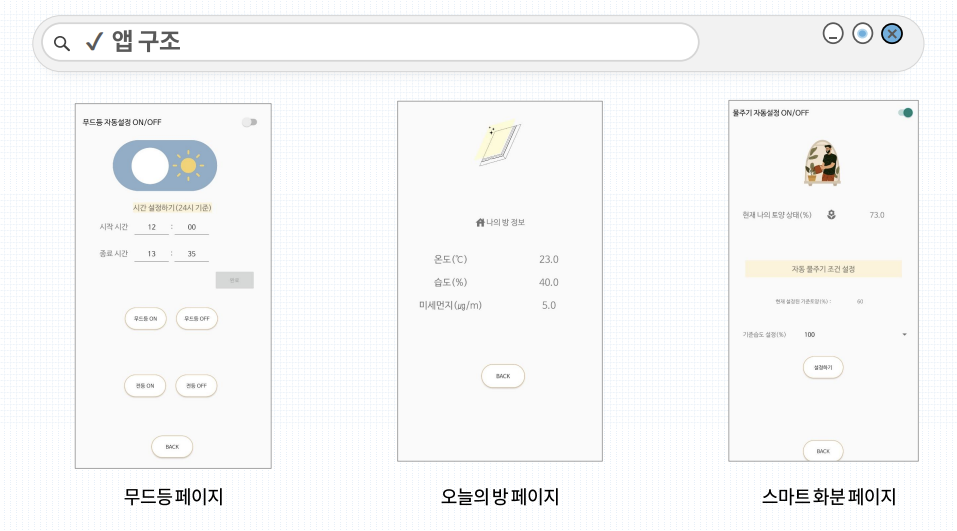 ✓ 앱 구조
무드등 자동설정 ON/OFF
시간 설정하기(24시 기준)
시작 시간 12 : 00
종료 시간 13 : 35
완료
무드등 ON 무드등 OFF
전등 ON 전등 OFF
BACK
무드등 페이지
나의 방 정보
온도(℃) 23.0
습도(%) 40.0
미세먼지(㎍/m) 5.0
BACK
오늘의 방 페이지
물주기 자동설정 ON/OFF
현재 나의 토양 상태(%) 73.0
자동 물주기 조건 설정
현재 설정된 기준토양(%) : 60
기준습도 설정(%) 100
설정하기
BACK
스마트 화분 페이지